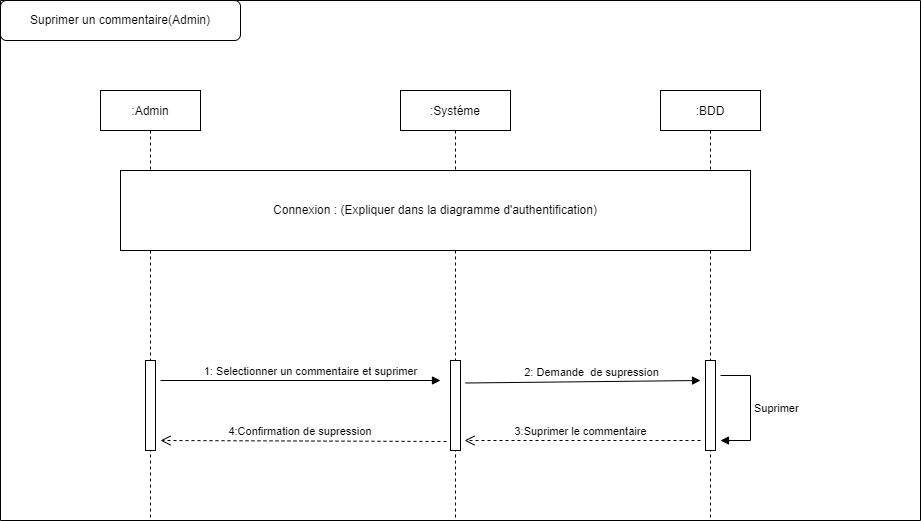 Suprimer un commentaire(Admin)
:Admin
:Systéme
:BDD
Connexion : (Expliquer dans la diagramme d'authentification)
1: Selectionner un commentaire et suprimer
2: Demande  de supression
Suprimer
4:Confirmation de supression
3:Suprimer le commentaire